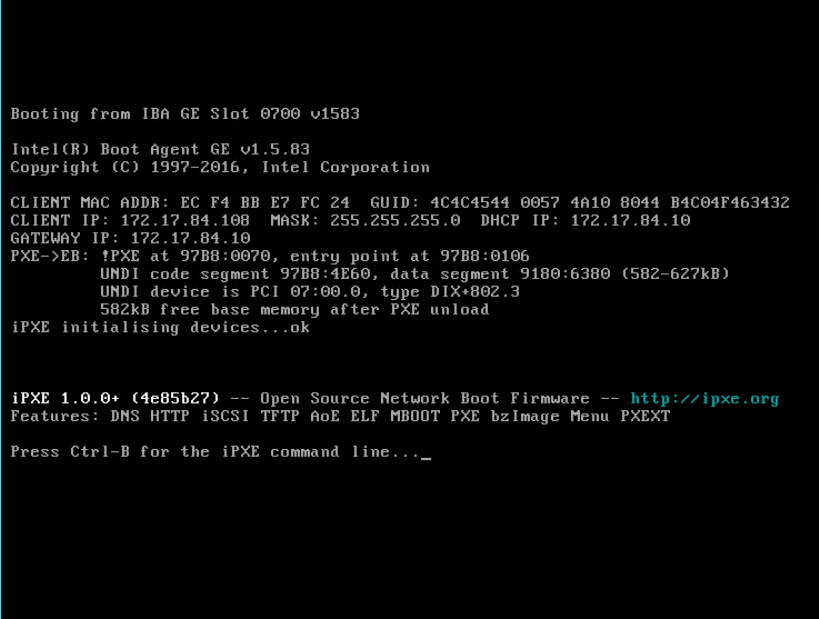 Booting from IBA GE Slot 0700 v1583
Intel(R) Boot Agent GE v1.5.83
Copyright (C) 1997-2016, Intel Corporation
CLIENT MAC ADDR: EC F4 BB E7 FC 24  GUID: 4C4C4544 0057 4A10 8044 B4C04F463432
CLIENT IP: 172.17.84.108  MASK: 255.255.255.0  DHCP IP: 172.17.84.10
GATEWAY IP: 172.17.84.10
PXE->EB: !PXE at 97B8:0070, entry point at 97B8:0106
UNDI code segment 97B8:4E60, data segment 9180:6380 (582-627kB)
UNDI device is PCI 07:00.0, type DIX+802.3
582kB free base memory after PXE unload
iPXE initialising devices...ok
iPXE 1.0.0+ (4e85b27) -- Open Source Network Boot Firmware -- http://ipxe.org
Features: DNS HTTP iSCSI TFTP AoE ELF MBOOT PXE bzImage Menu PXEXT
Press Ctrl-B for the iPXE command line..._